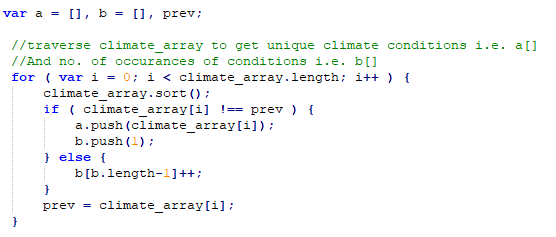 var a = [], b = [], prev;
//traverse climate_array to get unique climate conditions i.e. a[]
//And no. of occurances of conditions i.e. b[]
for ( var i = 0; i < climate_array.length; i++ ) {
climate_array.sort();
if ( climate_array[i] !== prev ) {
a.push(climate_array[i]);
b.push(1);
} else {
b[b.length-1]++;
}
prev = climate_array[i];
}